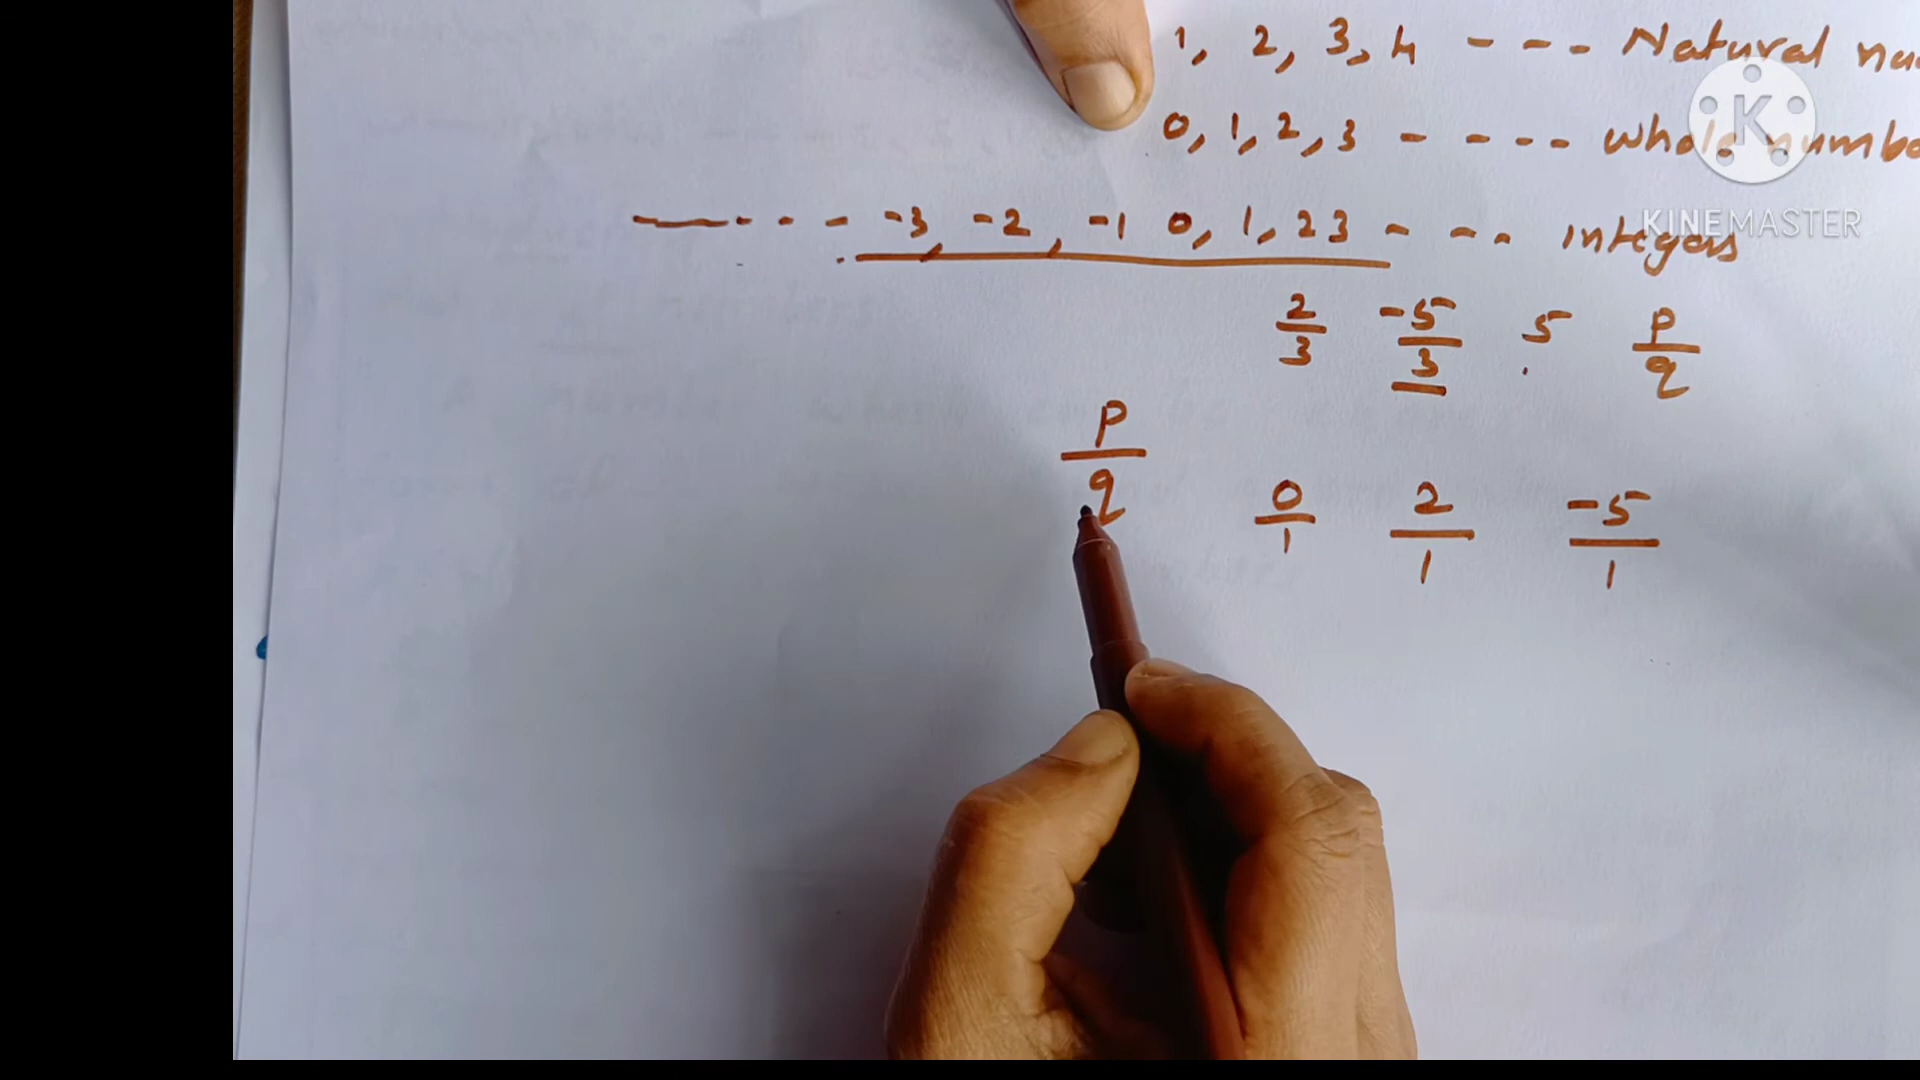 1, 2, 3, 4 - - - Natural
0, 1, 2, 3 - - - - whole numbe
- - - - -3, -2, -1 0, 1, 2 3 - - - integers
2/3 -5/3 5 p/q
p/q 0/1 2/1 -5/1
K
KINEMASTER